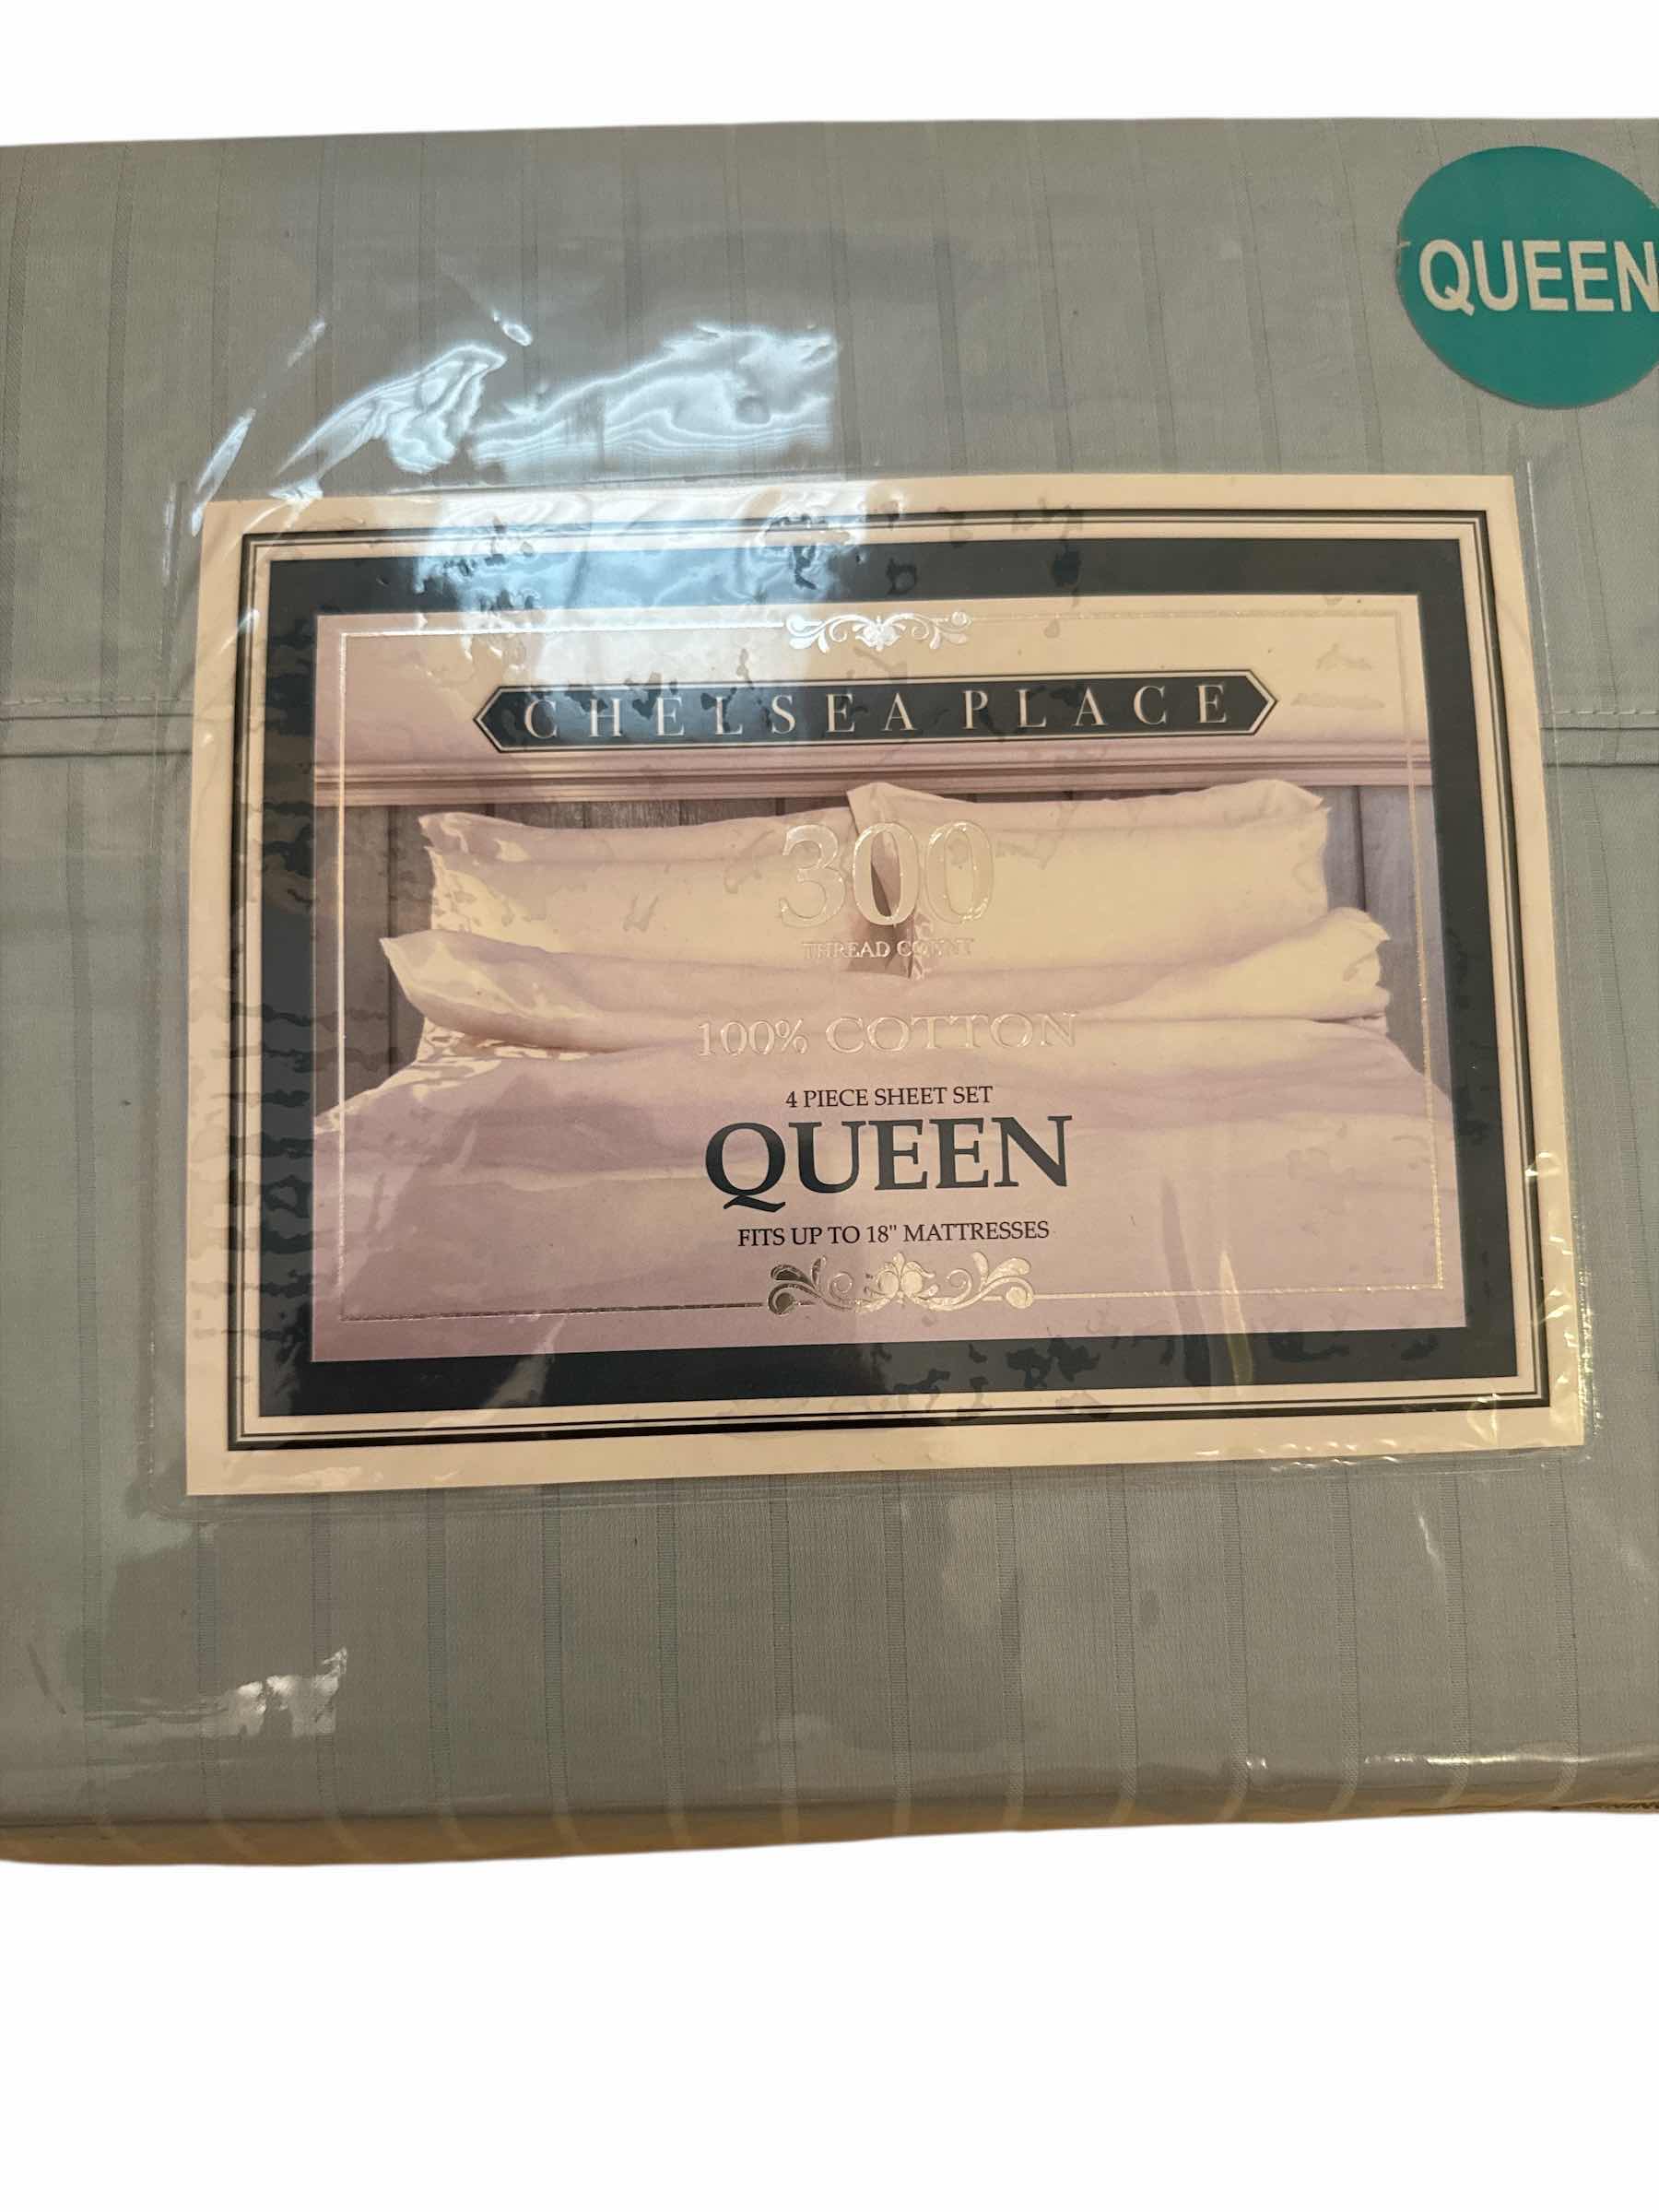 QUEEN
CHELSEA PLACE
300
THREAD COUNT
100% COTTON
4 PIECE SHEET SET
QUEEN
FITS UP TO 18" MATTRESSES